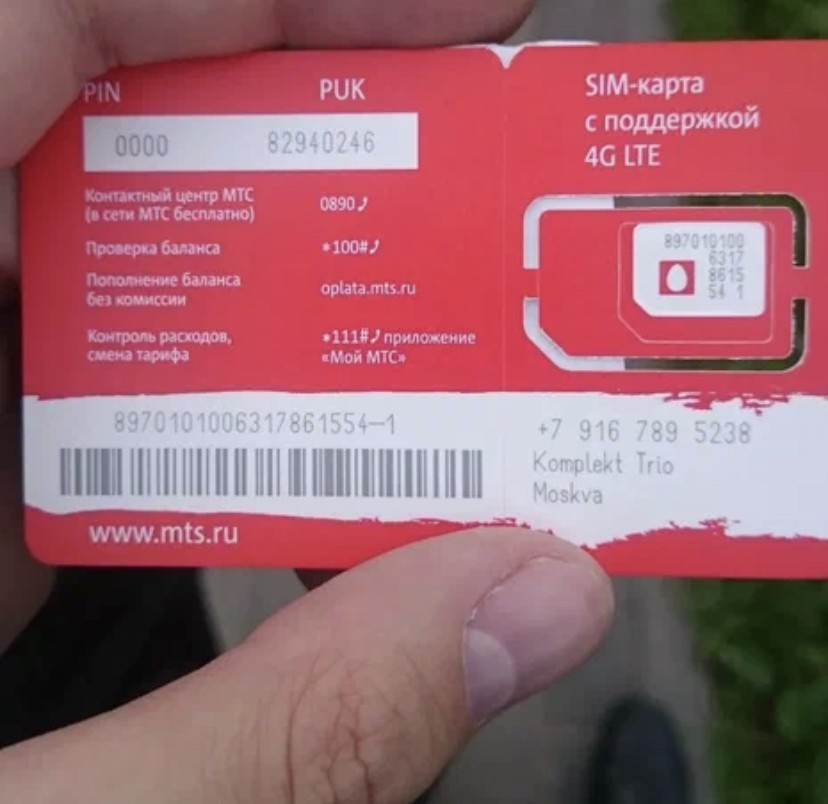 PIN PUK
0000 82940246
Контактный центр МТС
(в сети МТС бесплатно) 0890
Проверка баланса *100#
Пополнение баланса
без комиссии oplata.mts.ru
Контроль расходов, *111# приложение
смена тарифа «Мой МТС»
8970101006317861554-1
www.mts.ru
SIM-карта
с поддержкой
4G LTE
897010100
6317
8615
54 1
+7 916 789 5238
Komplekt Trio
Moskva